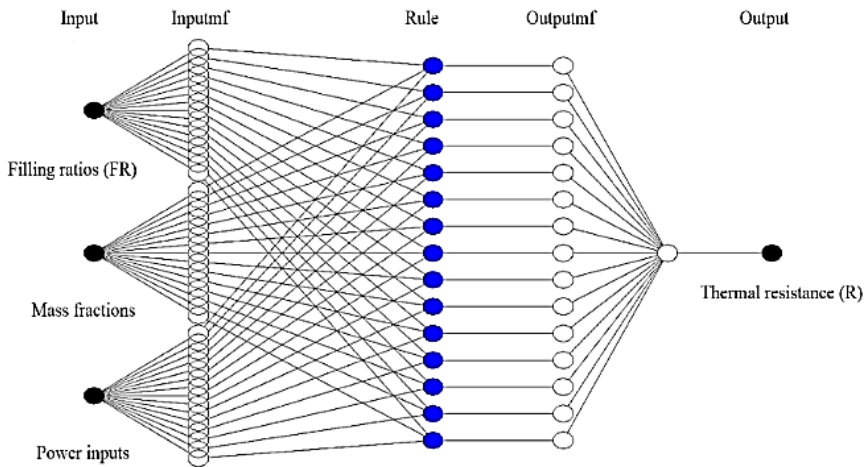 Input Inputmf Rule Outputmf Output
Filling ratios (FR)
Mass fractions
Thermal resistance (R)
Power inputs